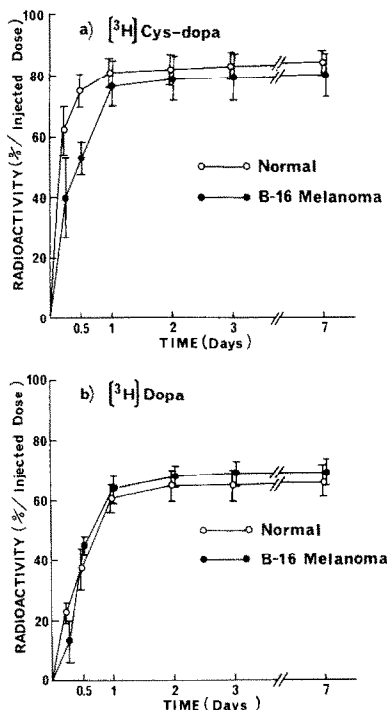 a) [³H] Cys-dopa
RADIOACTIVITY (%/Injected Dose)
100
80
60
40
20
0
Normal
B-16 Melanoma
0.5 1 2 3 7
TIME (Days)
b) [³H] Dopa
RADIOACTIVITY (%/Injected Dose)
100
80
60
40
20
0
Normal
B-16 Melanoma
0.5 1 2 3 7
TIME (Days)